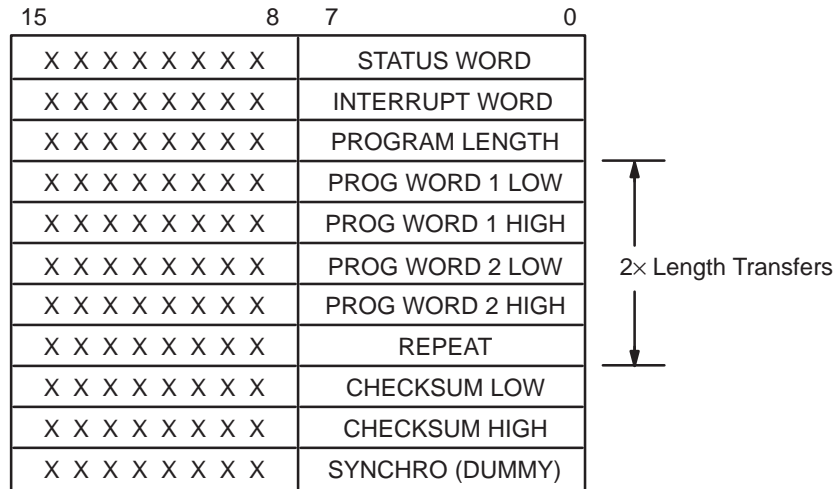 15 8 7 0
X X X X X X X X STATUS WORD
X X X X X X X X INTERRUPT WORD
X X X X X X X X PROGRAM LENGTH
X X X X X X X X PROG WORD 1 LOW
X X X X X X X X PROG WORD 1 HIGH
X X X X X X X X PROG WORD 2 LOW 2× Length Transfers
X X X X X X X X PROG WORD 2 HIGH
X X X X X X X X REPEAT
X X X X X X X X CHECKSUM LOW
X X X X X X X X CHECKSUM HIGH
X X X X X X X X SYNCHRO (DUMMY)